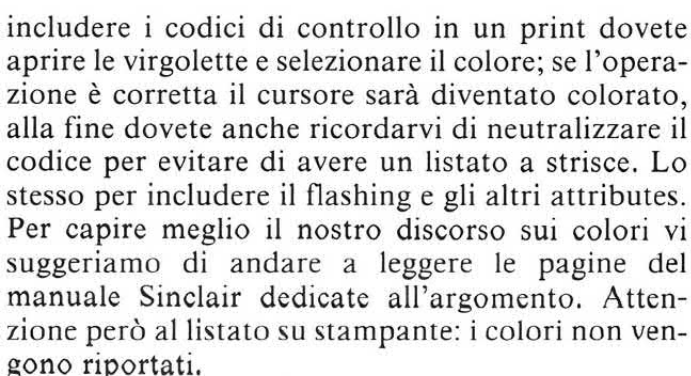 includere i codici di controllo in un print dovete
aprire le virgolette e selezionare il colore; se l'opera-
zione è corretta il cursore sarà diventato colorato,
alla fine dovete anche ricordarvi di neutralizzare il
codice per evitare di avere un listato a strisce. Lo
stesso per includere il flashing e gli altri attributes.
Per capire meglio il nostro discorso sui colori vi
suggeriamo di andare a leggere le pagine del
manuale Sinclair dedicate all'argomento. Atten-
zione però al listato su stampante: i colori non ven-
gono riportati.